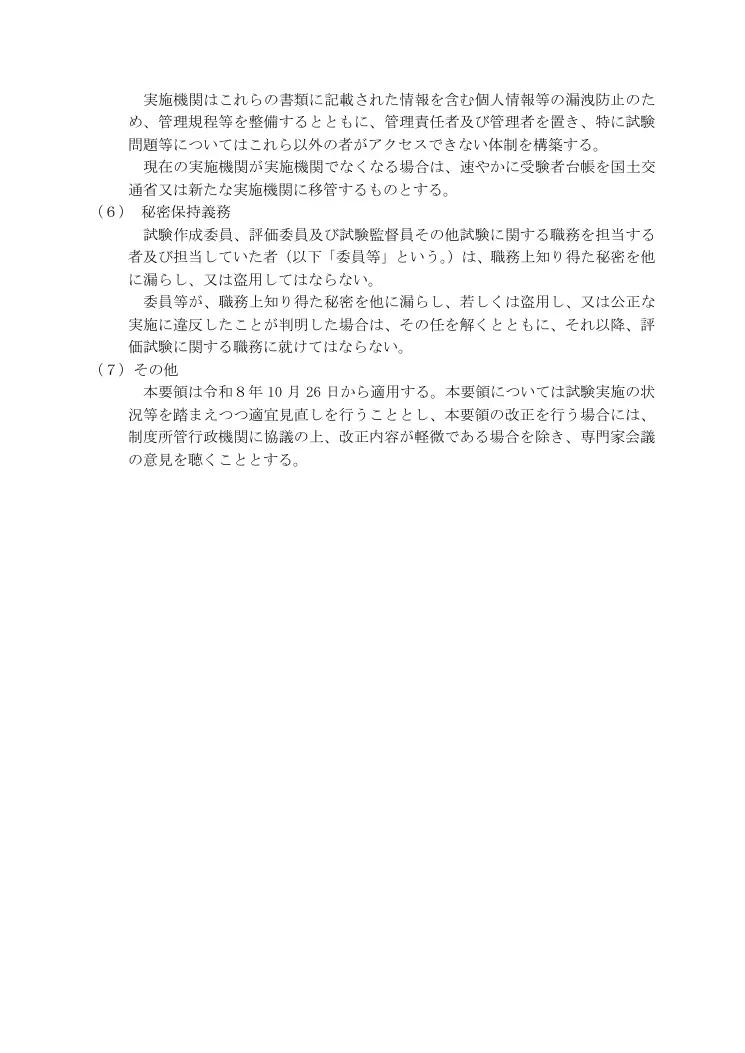 実施機関はこれらの書類に記載された情報を含む個人情報等の漏洩防止のた
め、管理規程等を整備するとともに、管理責任者及び管理者を置き、特に試験
問題等についてはこれら以外の者がアクセスできない体制を構築する。
現在の実施機関が実施機関でなくなる場合は、速やかに受験者台帳を国土交
通省又は新たな実施機関に移管するものとする。
（６） 秘密保持義務
試験作成委員、評価委員及び試験監督員その他試験に関する職務を担当する
者及び担当していた者（以下「委員等」という。）は、職務上知り得た秘密を他
に漏らし、又は盗用してはならない。
委員等が、職務上知り得た秘密を他に漏らし、若しくは盗用し、又は公正な
実施に違反したことが判明した場合は、その任を解くとともに、それ以降、評
価試験に関する職務に就けてはならない。
（７）その他
本要領は令和８年 10 月 26 日から適用する。本要領については試験実施の状
況等を踏まえつつ適宜見直しを行うこととし、本要領の改正を行う場合には、
制度所管行政機関に協議の上、改正内容が軽微である場合を除き、専門家会議
の意見を聴くこととする。